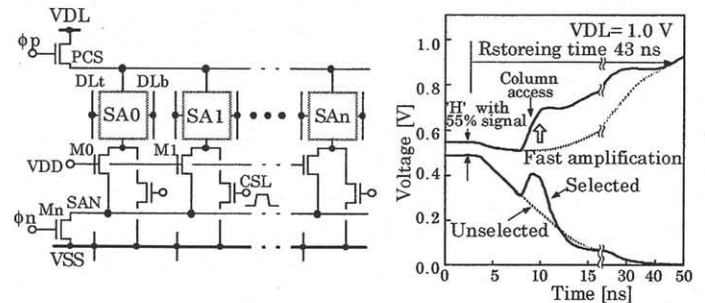 VDL
ϕp
PCS
DLt DLb
SA0 SA1 SAn
M0 M1
VDD
CSL
SAN
ϕn Mn
VSS
VDL= 1.0 V
Rstoreing time 43 ns
Column
access
'H' with
55% signal
Fast amplification
Selected
Unselected
Voltage [V]
1.0
0.8
0.6
0.4
0.2
0.0
0 5 10 15 30 40 50
Time [ns]